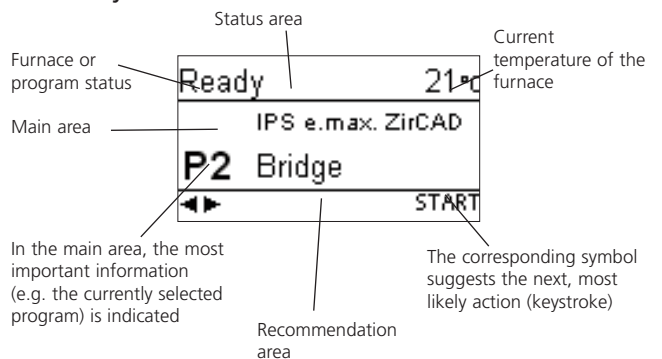 Status area
Current
temperature of the
furnace
Furnace or
program status
Ready 21°C
Main area
IPS e.max. ZirCAD
P2 Bridge
START
In the main area, the most
important information
(e.g. the currently selected
program) is indicated
The corresponding symbol
suggests the next, most
likely action (keystroke)
Recommendation
area